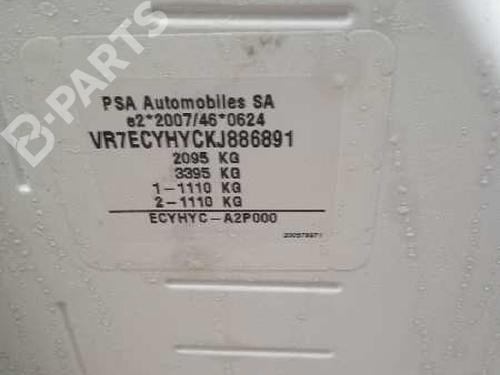 B-PARTS
PSA Automobiles SA
e2*2007/46*0624
VR7ECYHYCKJ886891
2095 KG
3395 KG
1-1110 KG
2-1110 KG
ECYHYC-A2P000